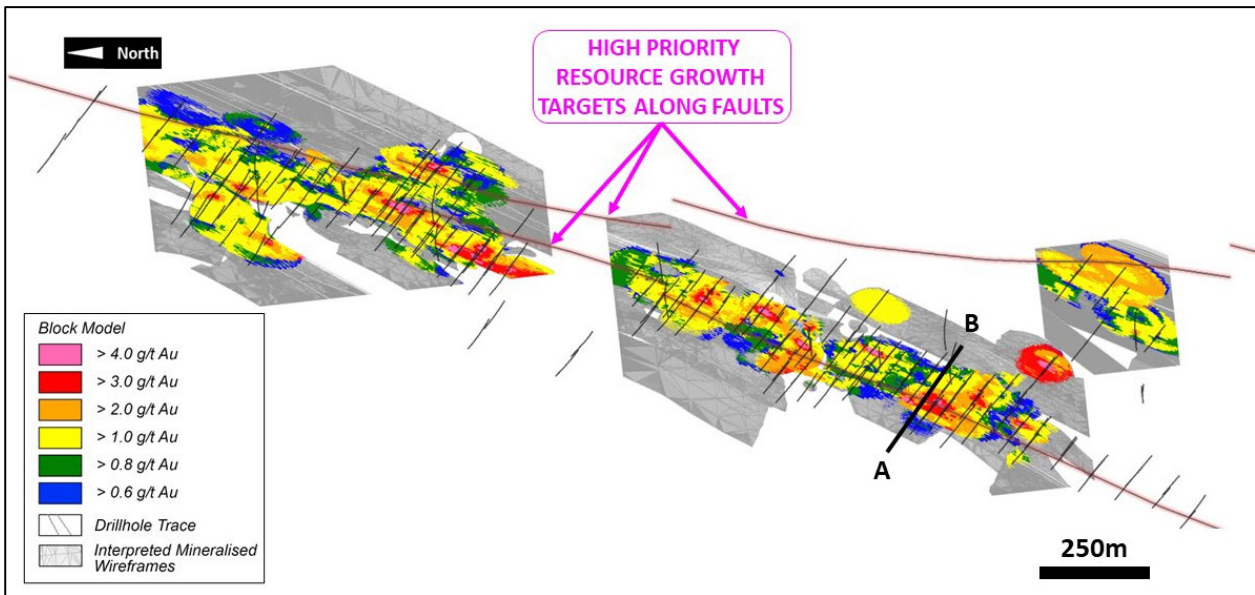 North
HIGH PRIORITY
RESOURCE GROWTH
TARGETS ALONG FAULTS
B
A
Block Model
> 4.0 g/t Au
> 3.0 g/t Au
> 2.0 g/t Au
> 1.0 g/t Au
> 0.8 g/t Au
> 0.6 g/t Au
Drillhole Trace
Interpreted Mineralised
Wireframes
250m